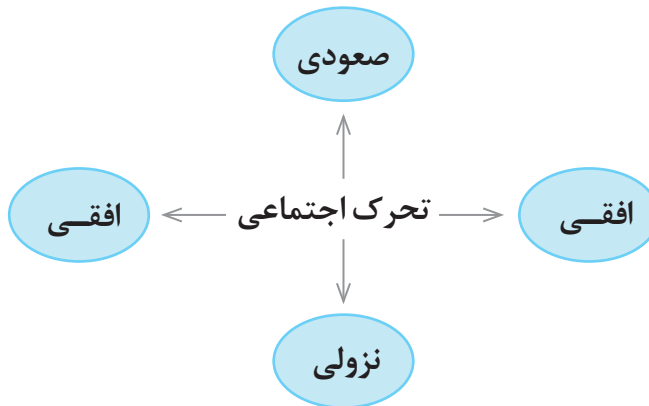 صعودی
افقی
تحرک اجتماعی
افقی
نزولی